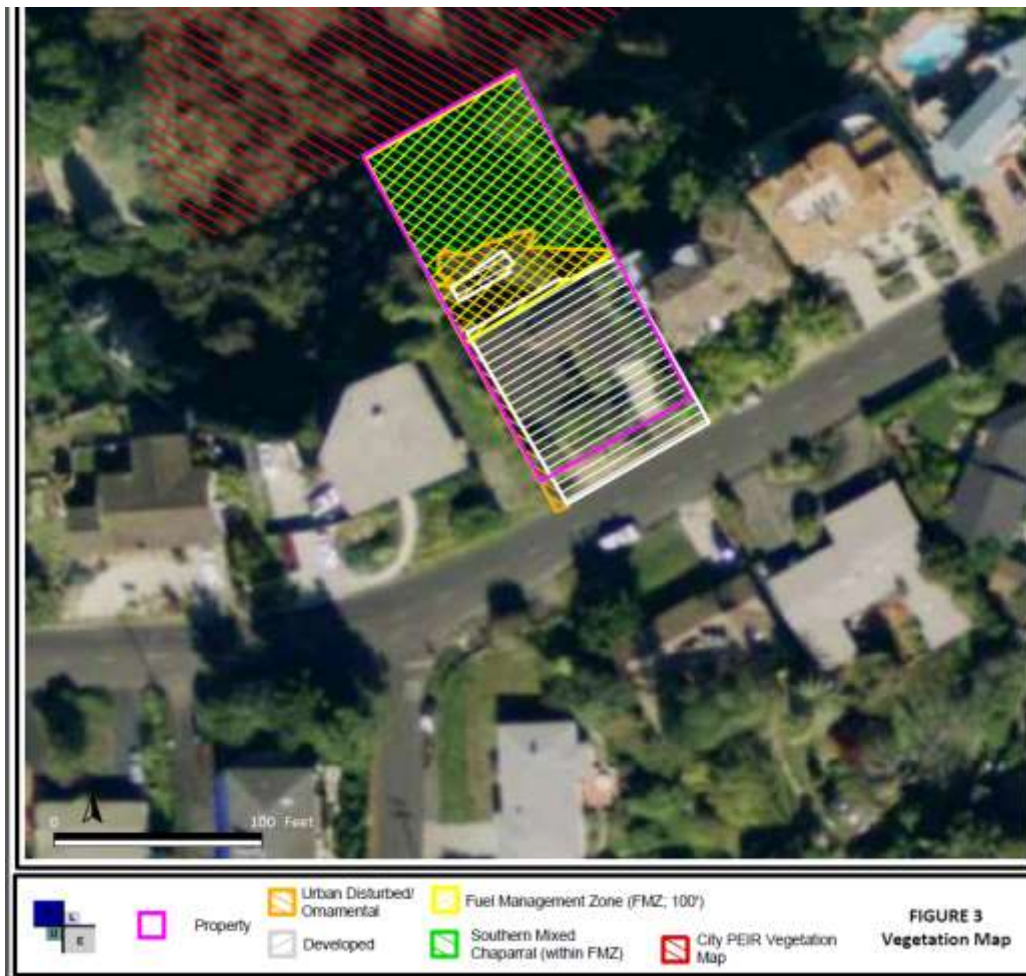 0 100 Feet
Property
Urban Disturbed/
Ornamental
Developed
Fuel Management Zone (FMZ; 100')
Southern Mixed
Chaparral (within FMZ)
City PEIR Vegetation
Map
FIGURE 3
Vegetation Map